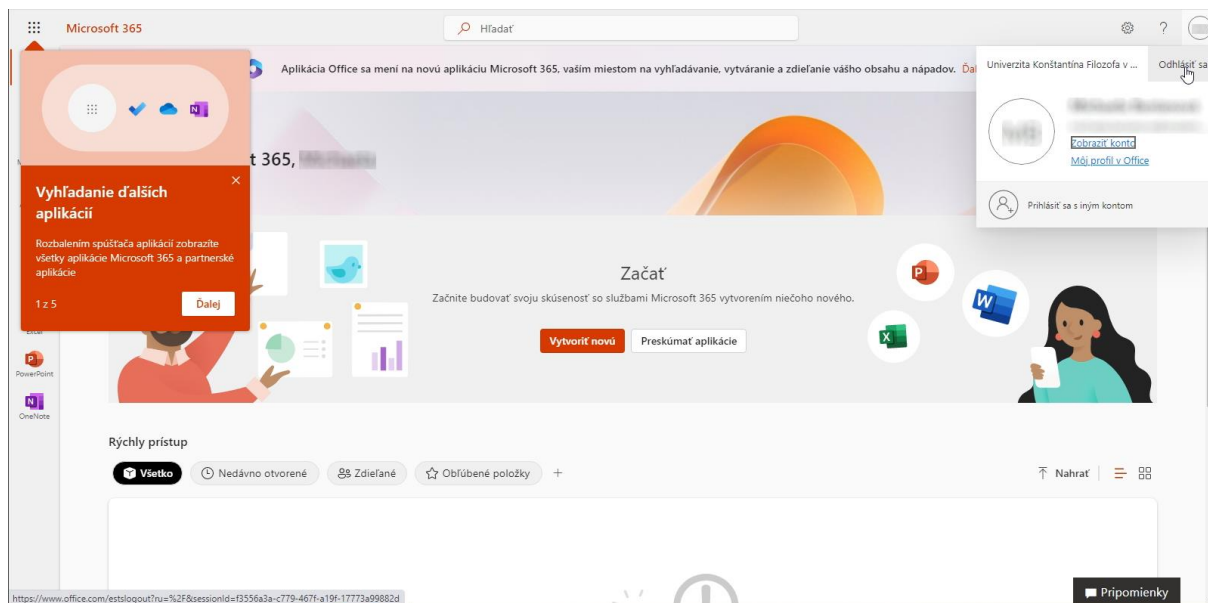 Microsoft 365
Hľadať
?
Aplikácia Office sa mení na novú aplikáciu Microsoft 365, vaším miestom na vyhľadávanie, vytváranie a zdieľanie vášho obsahu a nápadov.
Univerzita Konštantína Filozofa v ...
Odhlásiť sa
Zobraziť konto
Mój profil v Office
Prihlásiť sa s iným kontom
t 365,
Vyhľadanie ďalších
aplikácií
Rozbalením spúšťača aplikácií zobrazíte
všetky aplikácie Microsoft 365 a partnerské
aplikácie
1 z 5
Ďalej
Začať
Začnite budovať svoju skúsenosť so službami Microsoft 365 vytvorením niečoho nového.
Vytvoriť novú
Preskúmať aplikácie
Excel
PowerPoint
OneNote
Rýchly prístup
Všetko
Nedávno otvorené
Zdieľané
Obľúbené položky
+
Nahrať
Pripomienky
https://www.office.com/estslogout?ru=%2F&sessionId=f3556a3a-c779-467f-a19f-17773a99882d